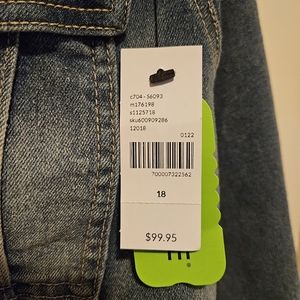 c704 - 56093
m176198
s1125718
sku600909286
12018
0122
700007322562
18
$99.95